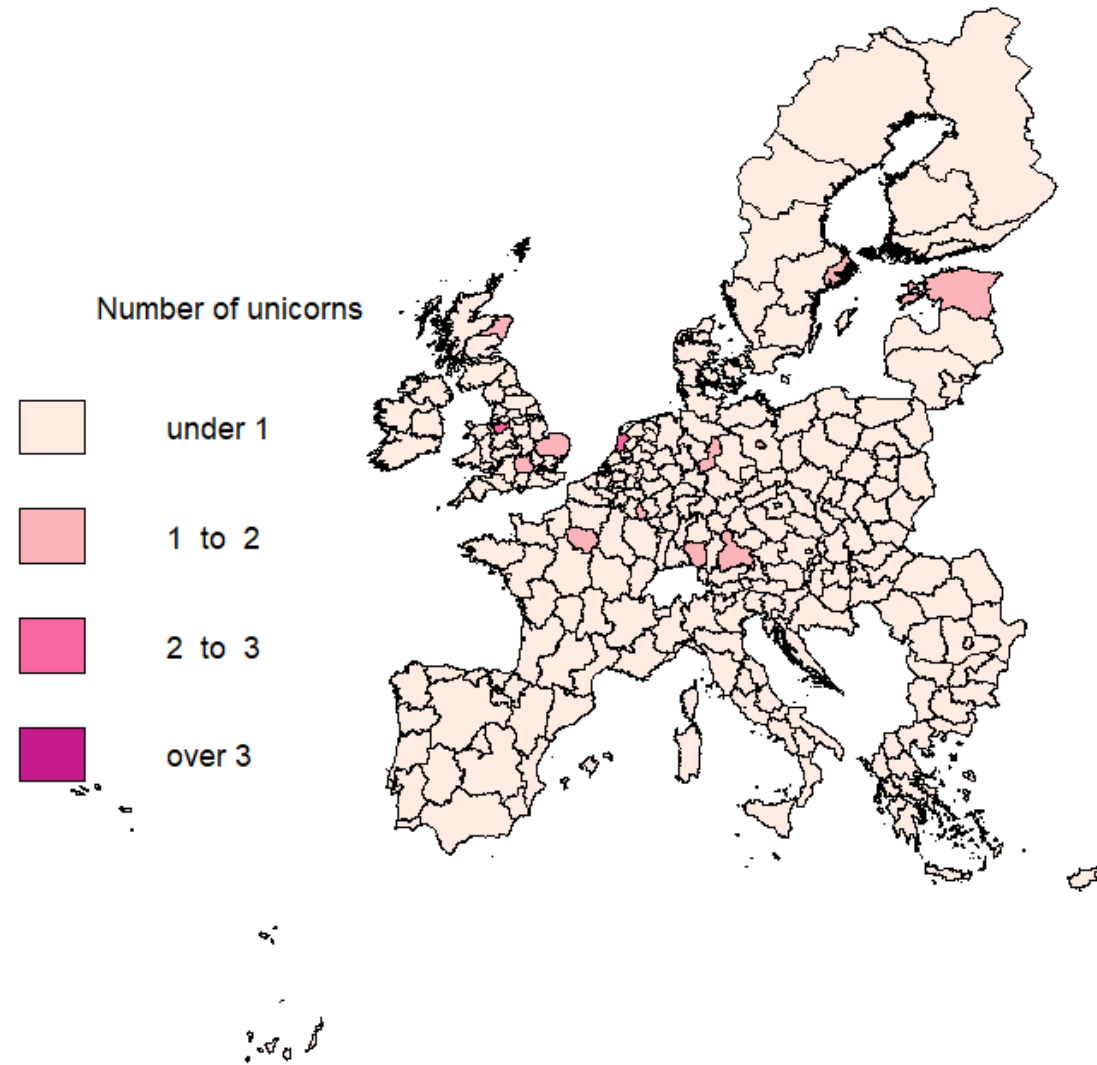 Number of unicorns
under 1
1 to 2
2 to 3
over 3